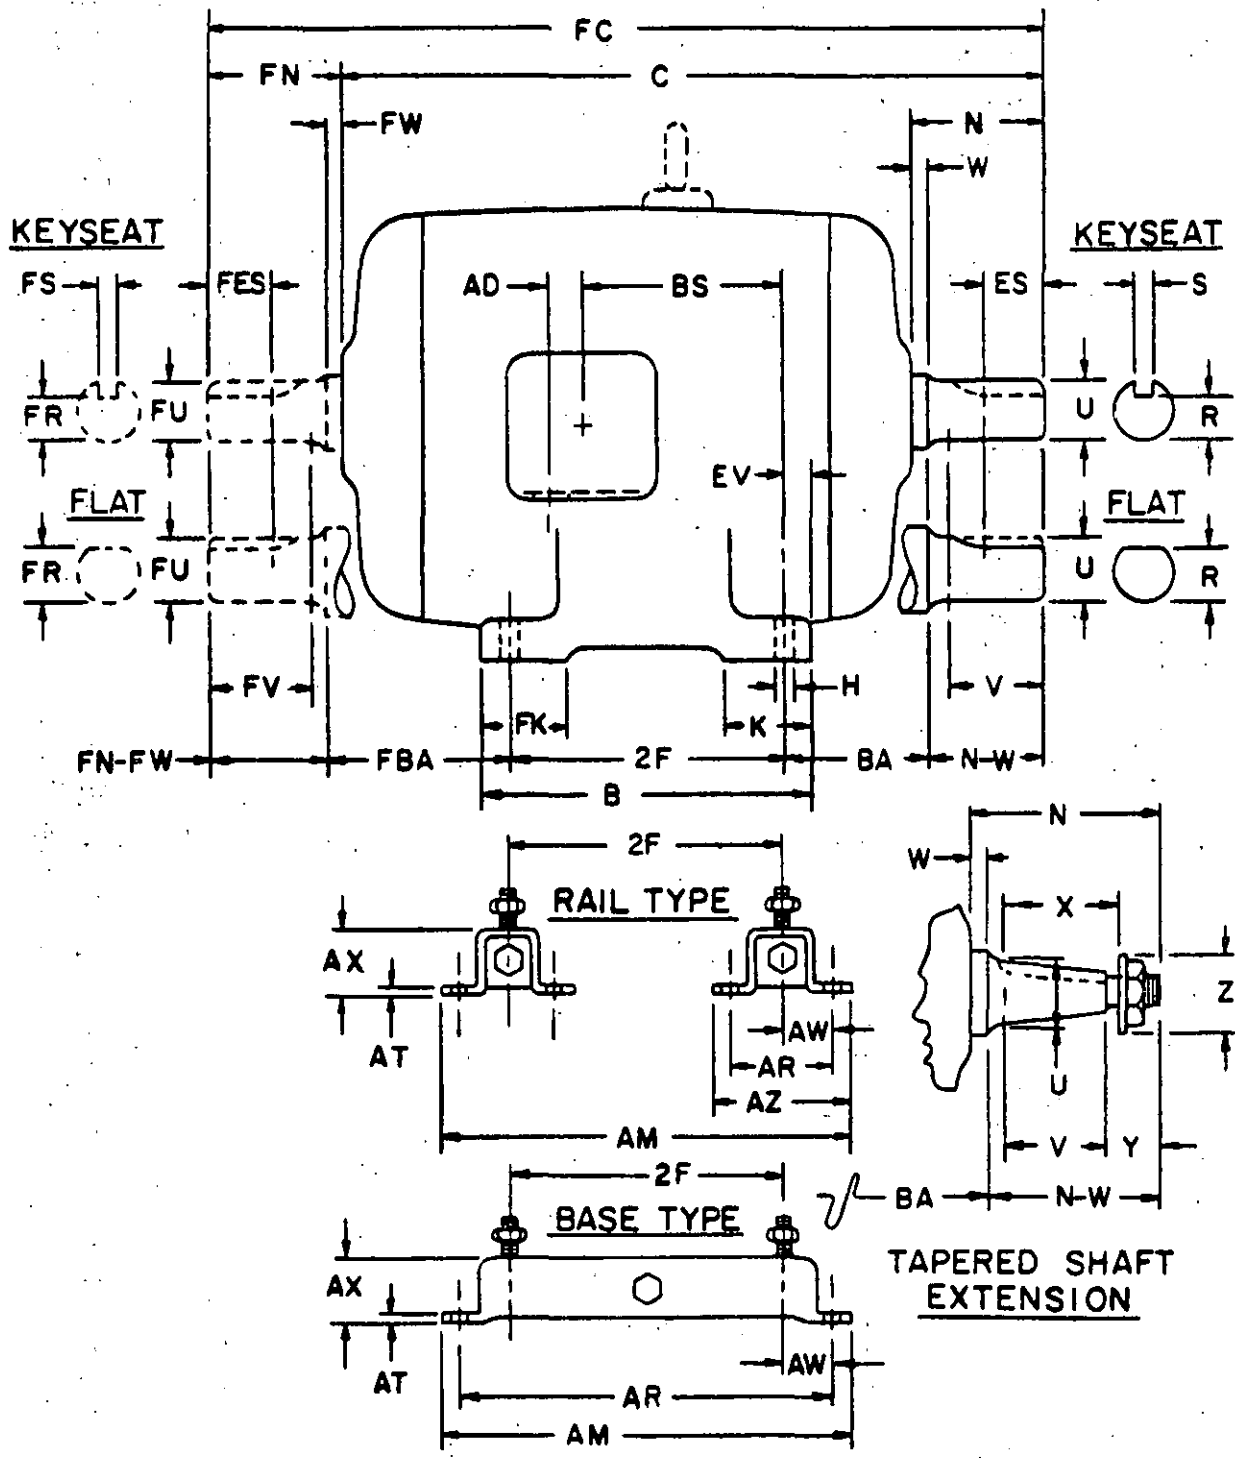 FC
FN
C
FW
N
W
KEYSEAT
KEYSEAT
FS
FES
AD
BS
ES
S
FR
FU
U
R
EV
FLAT
FLAT
FR
FU
U
R
FV
H
V
FK
K
FN-FW
FBA
2F
BA
N-W
B
N
2F
W
RAIL TYPE
X
AX
Z
AW
AT
AR
U
AZ
AM
V
Y
2F
BA
N-W
BASE TYPE
AX
TAPERED SHAFT
EXTENSION
AW
AT
AR
AM